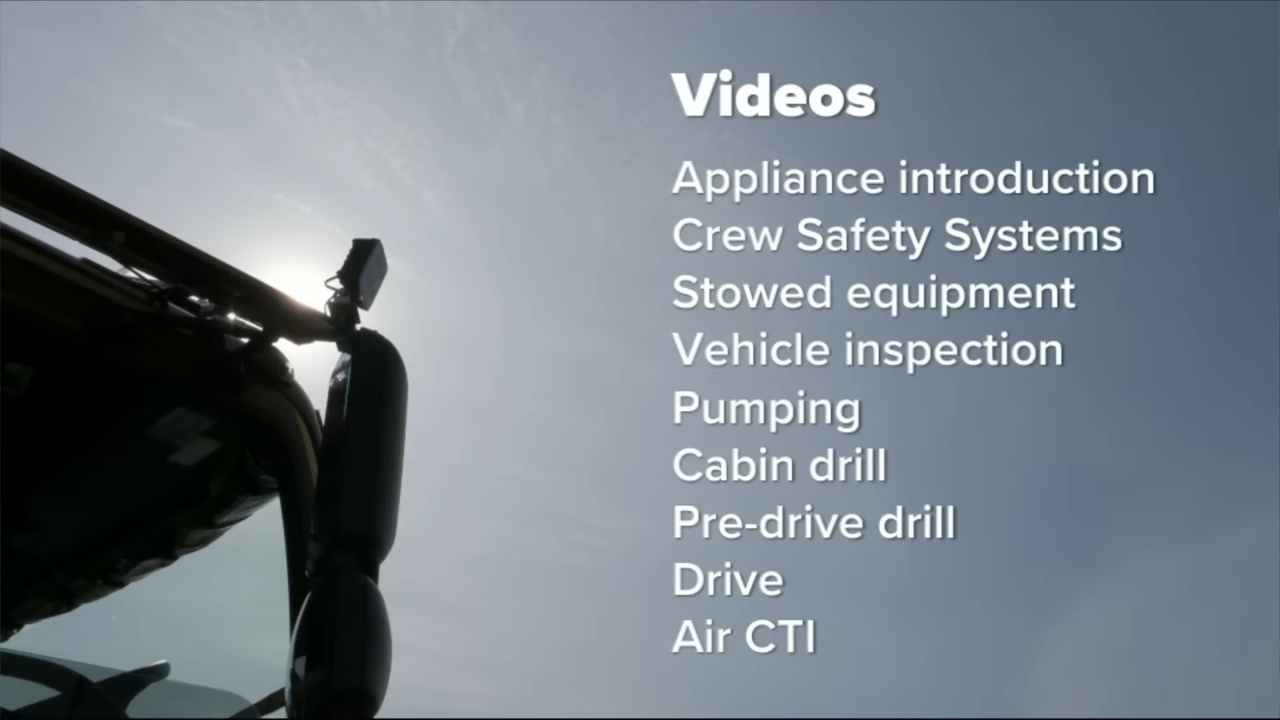 Videos
Appliance introduction
Crew Safety Systems
Stowed equipment
Vehicle inspection
Pumping
Cabin drill
Pre-drive drill
Drive
Air CTI